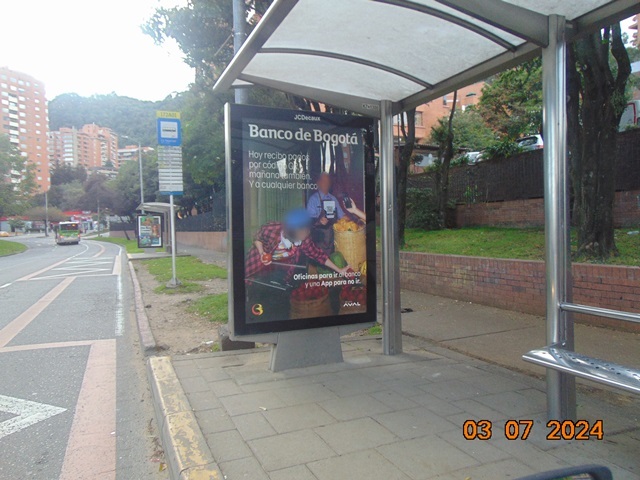 JCDecaux
Banco de Bogotá
Hoy recibo pagos
por código
mañana también.
Y a cualquier banco
Oficinas para ir al banco
y una App para no ir.
AVAL
03 07 2024